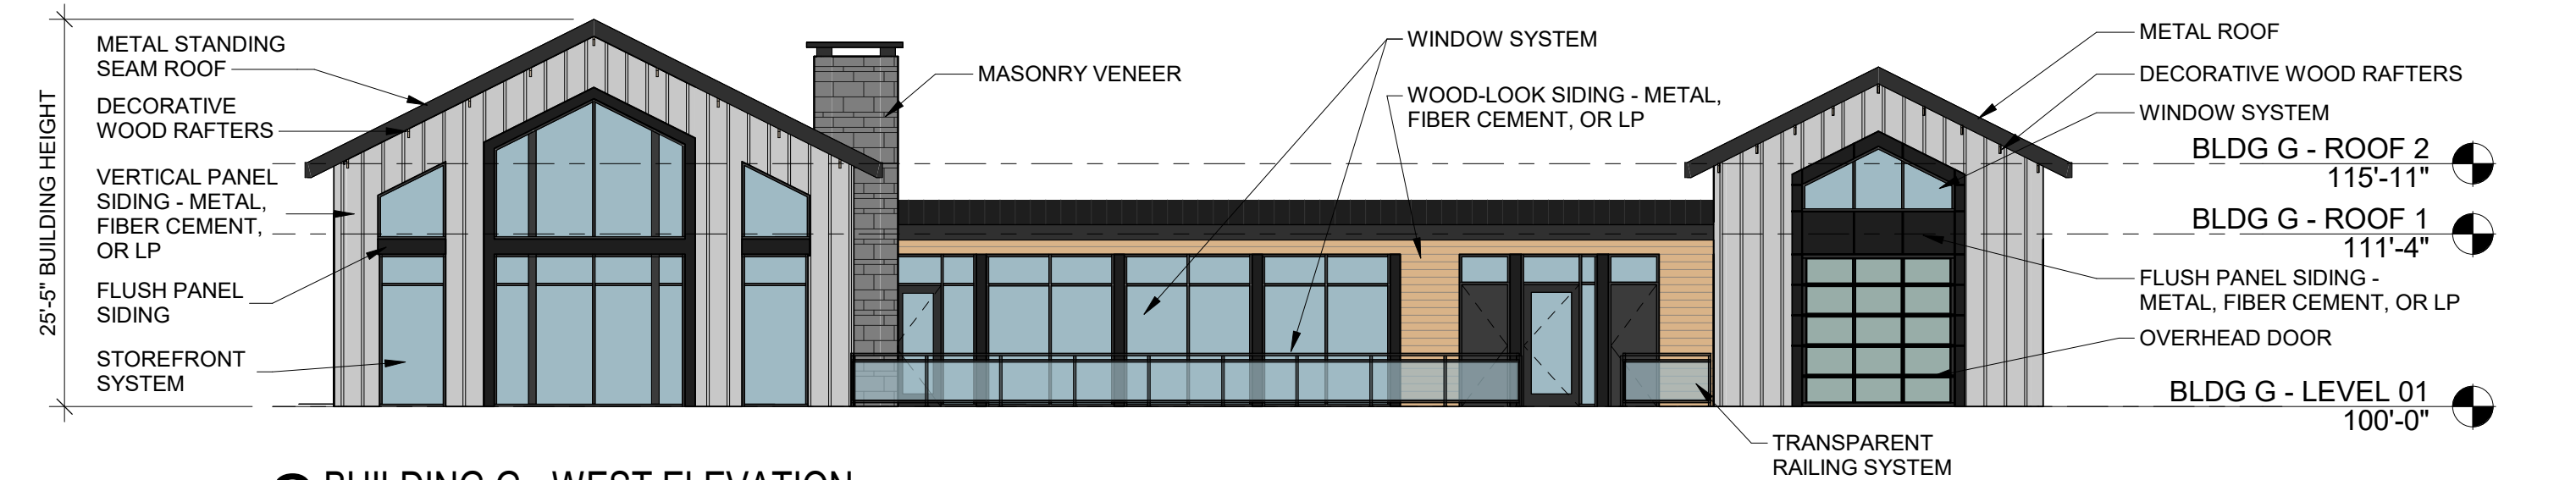 25'-5" BUILDING HEIGHT
METAL STANDING
SEAM ROOF
DECORATIVE
WOOD RAFTERS
VERTICAL PANEL
SIDING - METAL,
FIBER CEMENT,
OR LP
FLUSH PANEL
SIDING
STOREFRONT
SYSTEM
MASONRY VENEER
WINDOW SYSTEM
WOOD-LOOK SIDING - METAL,
FIBER CEMENT, OR LP
METAL ROOF
DECORATIVE WOOD RAFTERS
WINDOW SYSTEM
BLDG G - ROOF 2
115'-11"
BLDG G - ROOF 1
111'-4"
FLUSH PANEL SIDING -
METAL, FIBER CEMENT, OR LP
OVERHEAD DOOR
BLDG G - LEVEL 01
100'-0"
TRANSPARENT
RAILING SYSTEM
BUILDING G - WEST ELEVATION